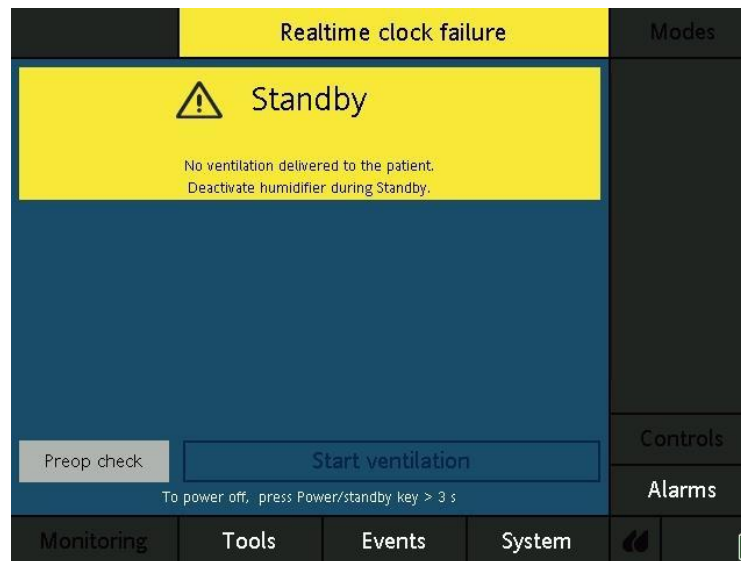 Realtime clock failure
Modes
Standby
No ventilation delivered to the patient.
Deactivate humidifier during Standby.
Controls
Preop check
Start ventilation
Alarms
To power off, press Power/standby key > 3 s
Monitoring
Tools
Events
System